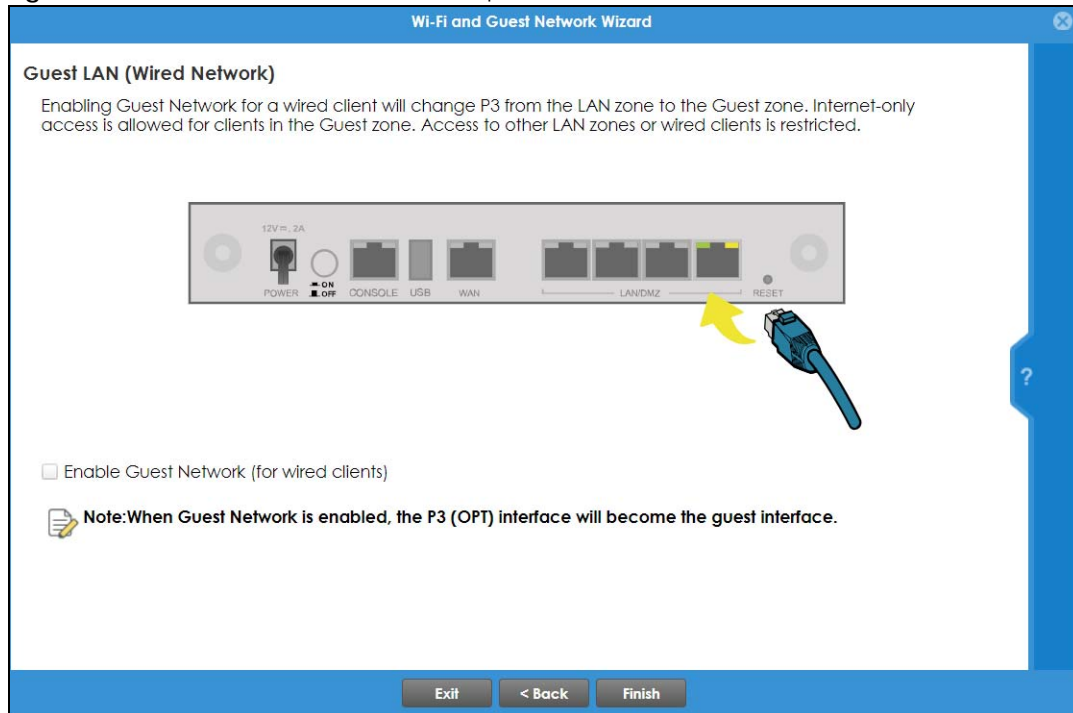 Wi-Fi and Guest Network Wizard
Guest LAN (Wired Network)
Enabling Guest Network for a wired client will change P3 from the LAN zone to the Guest zone. Internet-only
access is allowed for clients in the Guest zone. Access to other LAN zones or wired clients is restricted.
12V⎓, 2A
ON
OFF
POWER CONSOLE USB WAN LAN/DMZ RESET
?
Enable Guest Network (for wired clients)
Note:When Guest Network is enabled, the P3 (OPT) interface will become the guest interface.
Exit < Back Finish